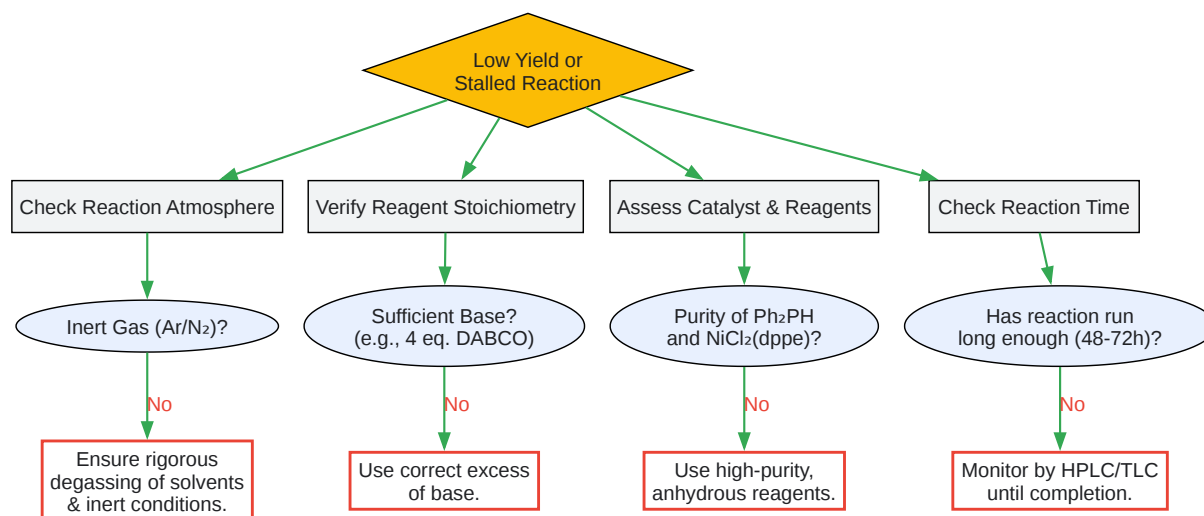 Low Yield or
Stalled Reaction
Check Reaction Atmosphere
Verify Reagent Stoichiometry
Assess Catalyst & Reagents
Check Reaction Time
Inert Gas (Ar/N₂)?
Sufficient Base?
(e.g., 4 eq. DABCO)
Purity of Ph₂PH
and NiCl₂(dppe)?
Has reaction run
long enough (48-72h)?
No
No
No
No
Ensure rigorous
degassing of solvents
& inert conditions.
Use correct excess
of base.
Use high-purity,
anhydrous reagents.
Monitor by HPLC/TLC
until completion.